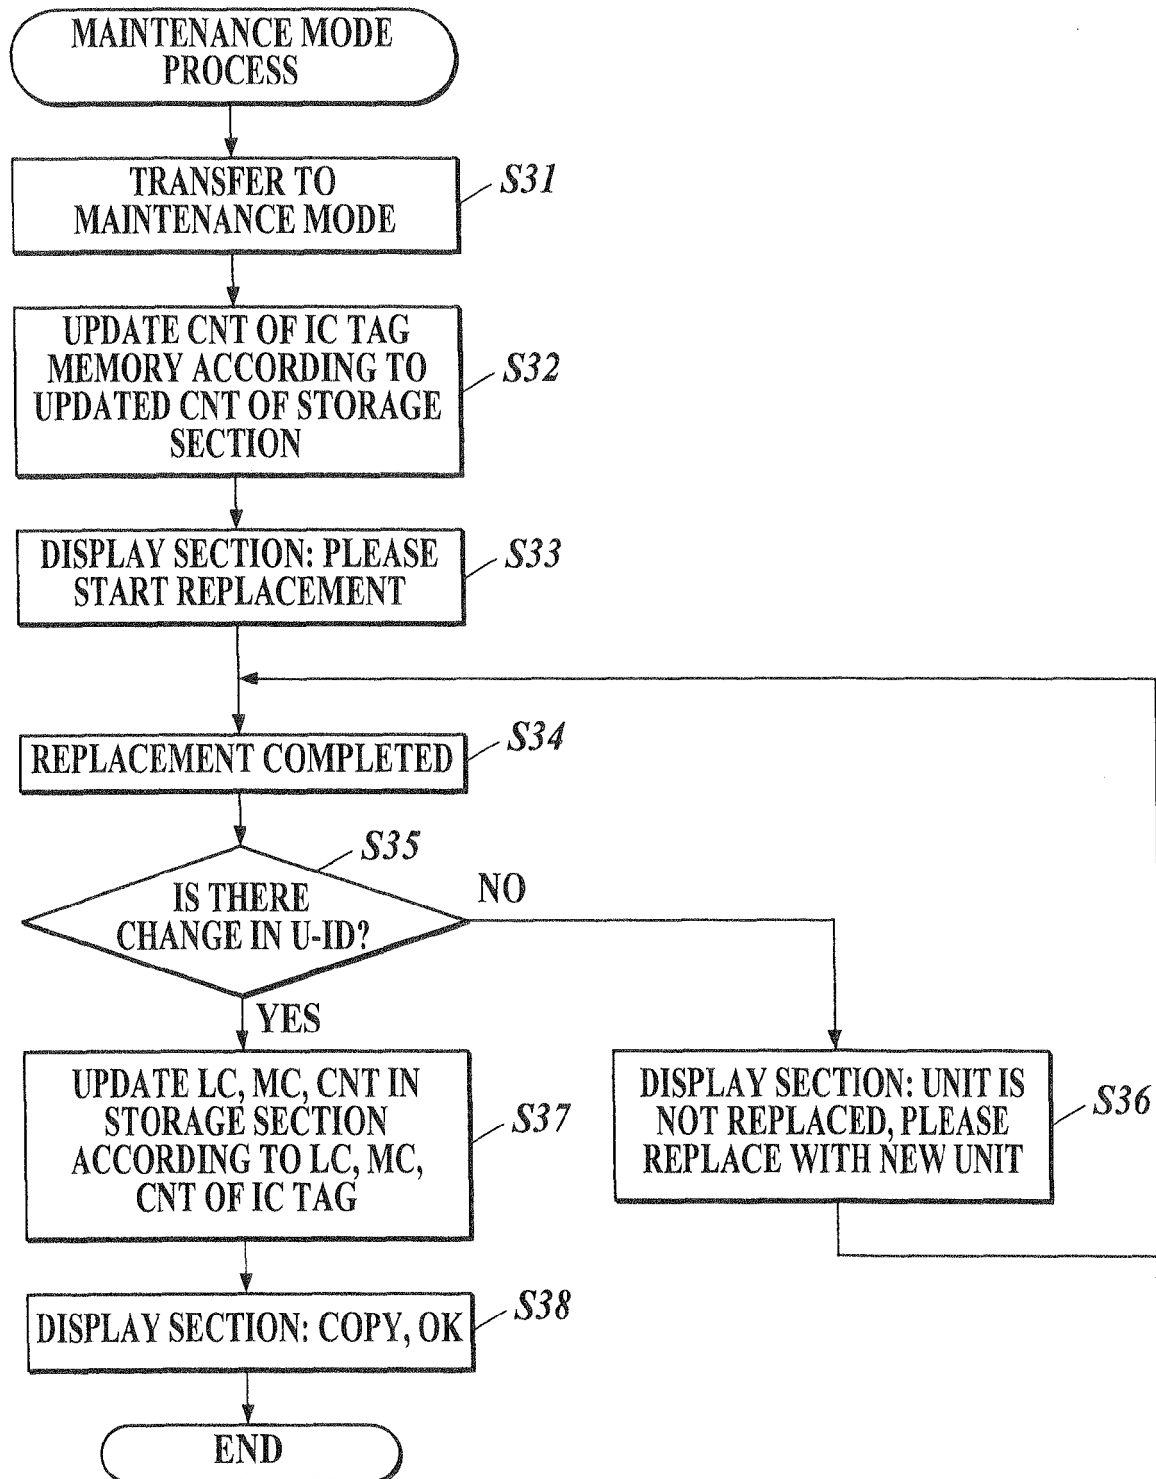 MAINTENANCE MODE
PROCESS
TRANSFER TO
MAINTENANCE MODE
S31
UPDATE CNT OF IC TAG
MEMORY ACCORDING TO
UPDATED CNT OF STORAGE
SECTION
S32
DISPLAY SECTION: PLEASE
START REPLACEMENT
S33
REPLACEMENT COMPLETED
S34
S35
IS THERE
CHANGE IN U-ID?
NO
YES
UPDATE LC, MC, CNT IN
STORAGE SECTION
ACCORDING TO LC, MC,
CNT OF IC TAG
S37
DISPLAY SECTION: UNIT IS
NOT REPLACED, PLEASE
REPLACE WITH NEW UNIT
S36
DISPLAY SECTION: COPY, OK
S38
END